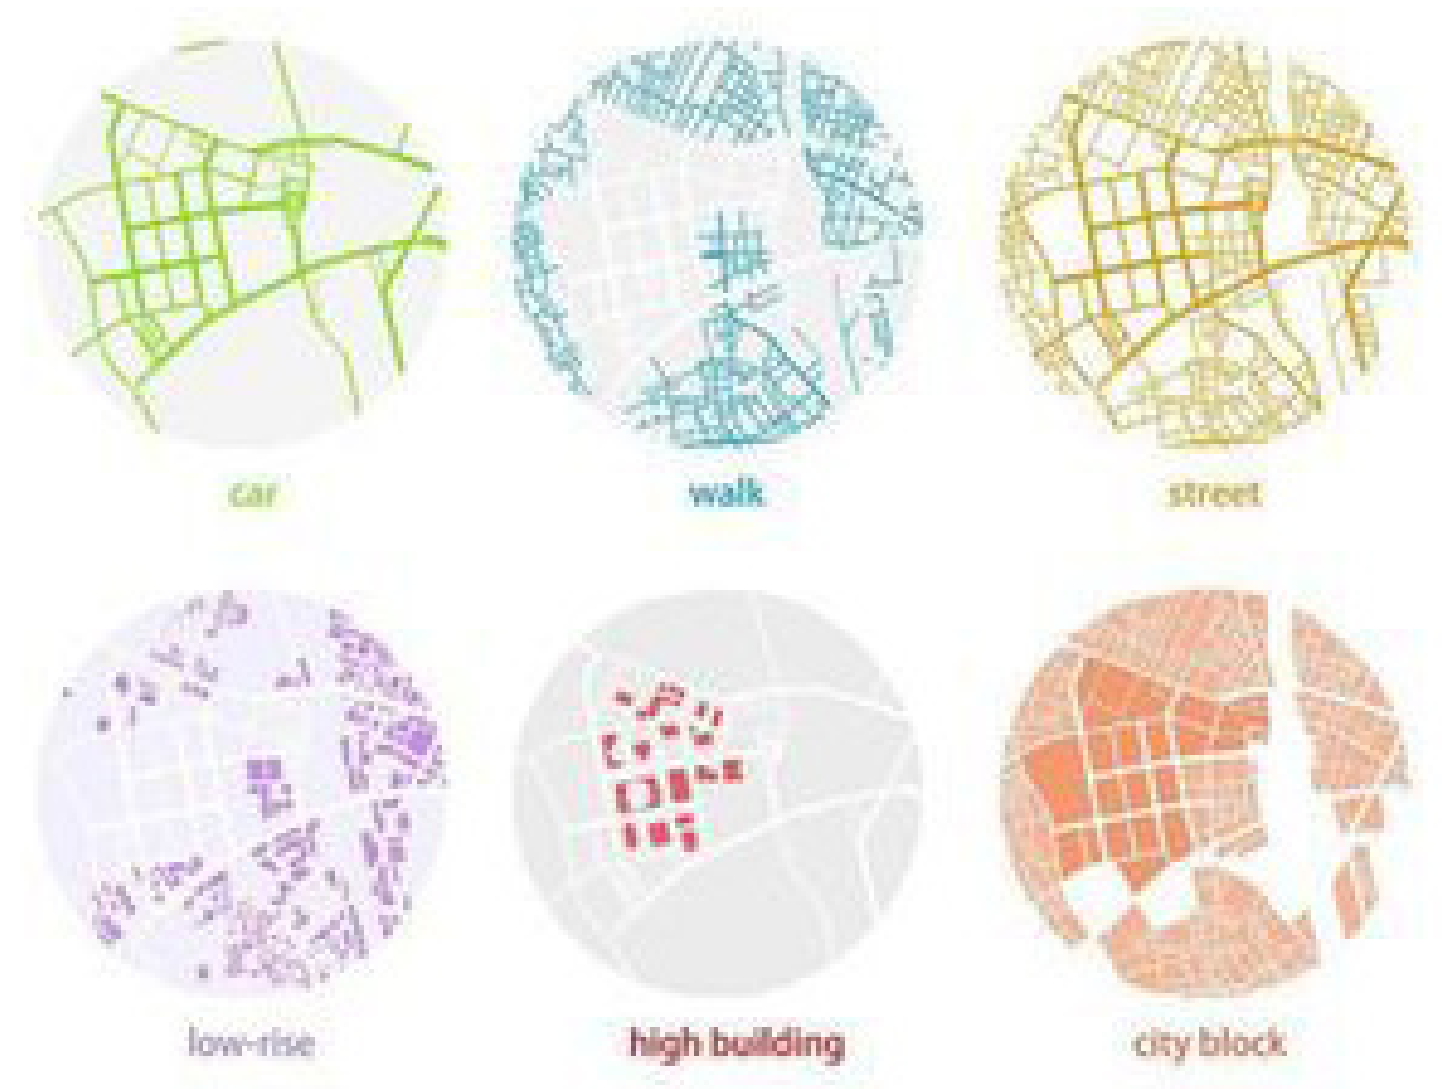 car
walk
street
low-rise
high building
city block